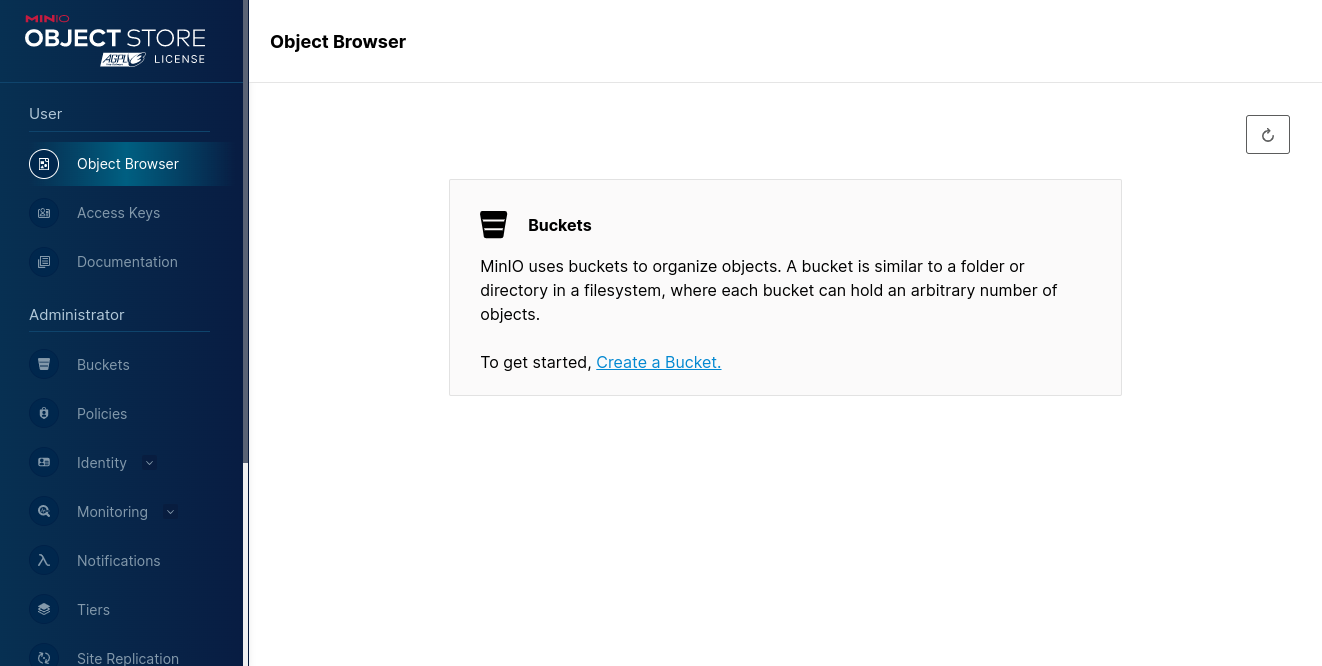 MINIO
OBJECT STORE
AGPLv3 LICENSE
User
Object Browser
Access Keys
Documentation
Administrator
Buckets
Policies
Identity
Monitoring
Notifications
Tiers
Site Replication
Object Browser
Buckets
MinIO uses buckets to organize objects. A bucket is similar to a folder or
directory in a filesystem, where each bucket can hold an arbitrary number of
objects.
To get started, Create a Bucket.